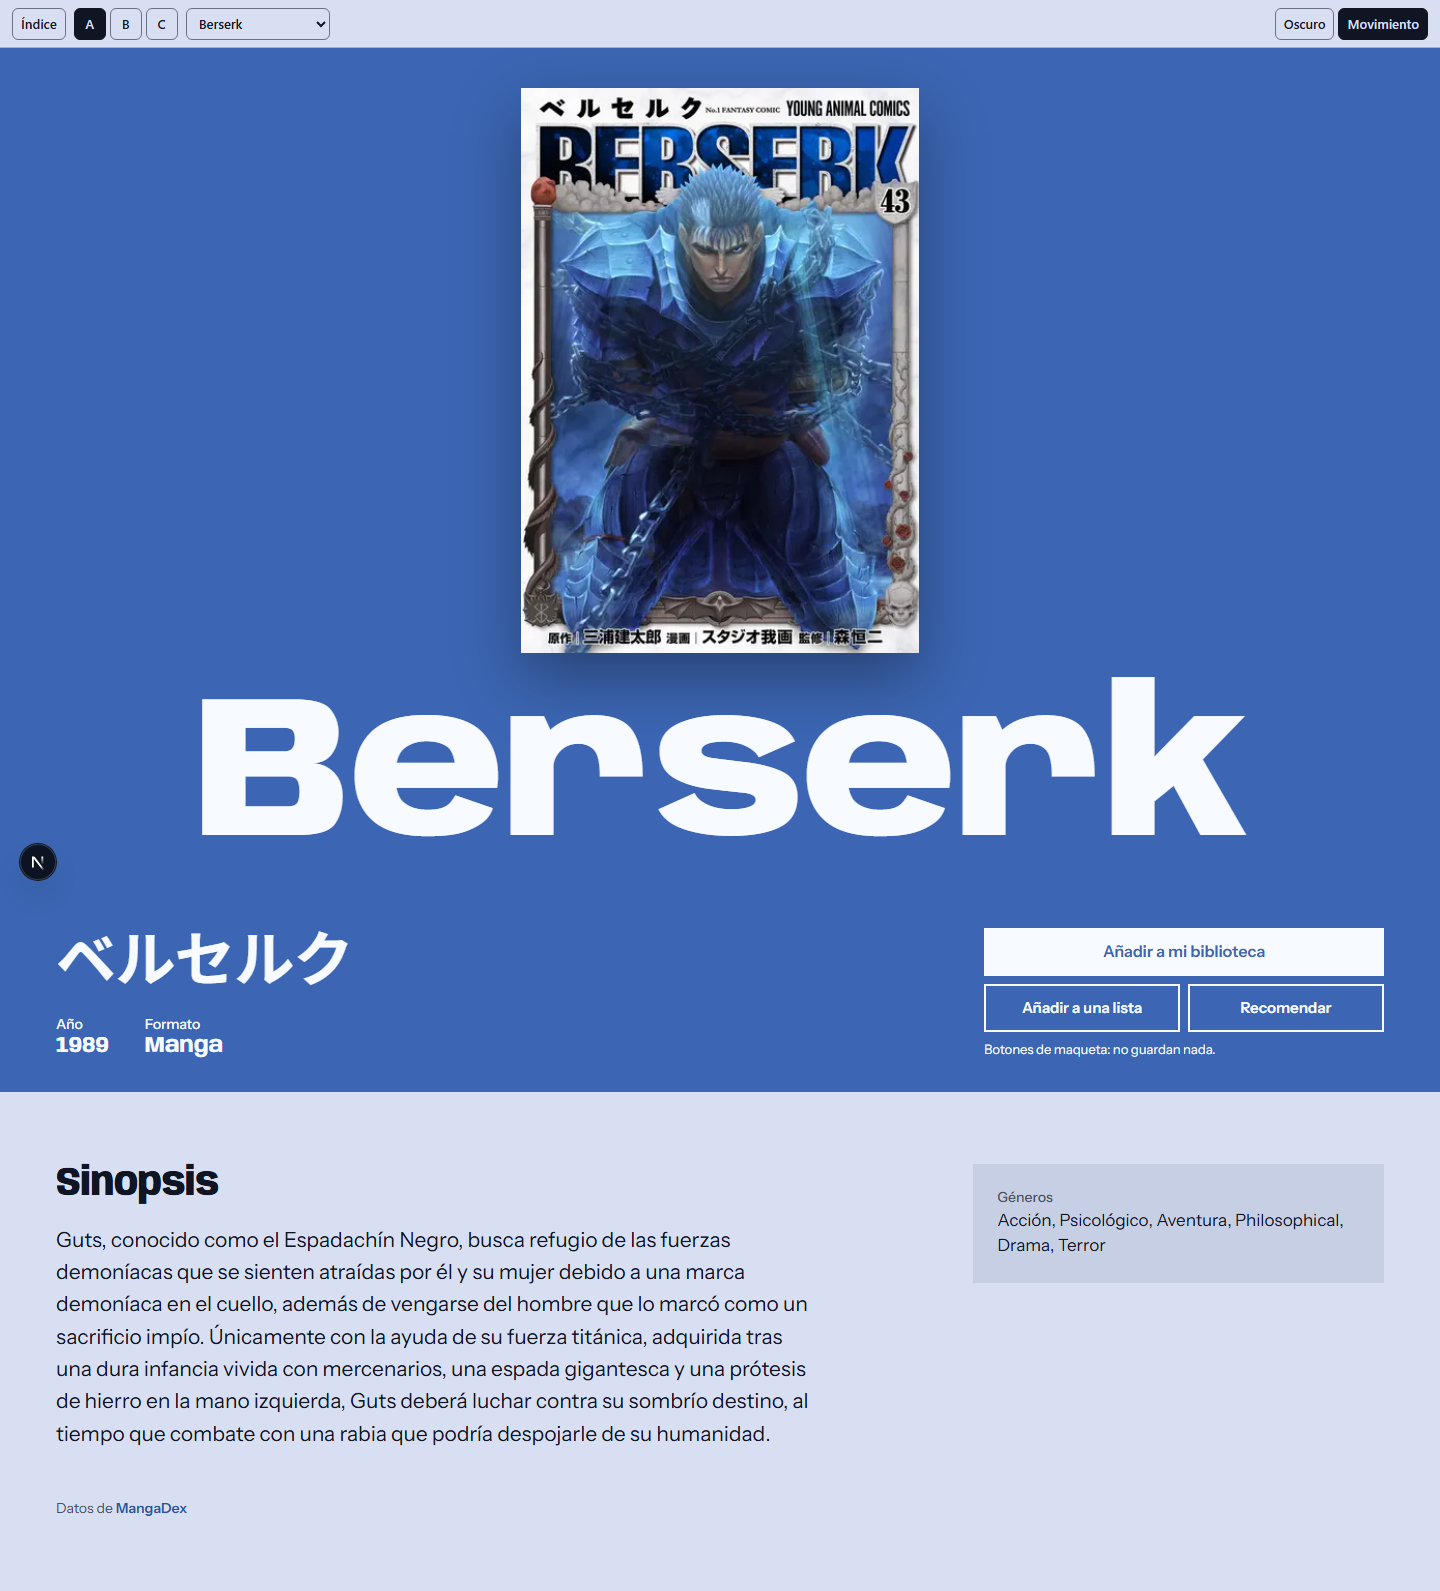 Índice
A
B
C
Berserk
Oscuro
Movimiento
ベルセルク No.1 FANTASY COMIC YOUNG ANIMAL COMICS
BERSERK
43
原作 | 三浦建太郎 漫画 | スタジオ我画 監修 | 森恒二
Berserk
N
ベルセルク
Año
1989
Formato
Manga
Añadir a mi biblioteca
Añadir a una lista
Recomendar
Botones de maqueta: no guardan nada.
Sinopsis
Guts, conocido como el Espadachín Negro, busca refugio de las fuerzas
demoníacas que se sienten atraídas por él y su mujer debido a una marca
demoníaca en el cuello, además de vengarse del hombre que lo marcó como un
sacrificio impío. Únicamente con la ayuda de su fuerza titánica, adquirida tras
una dura infancia vivida con mercenarios, una espada gigantesca y una prótesis
de hierro en la mano izquierda, Guts deberá luchar contra su sombrío destino, al
tiempo que combate con una rabia que podría despojarle de su humanidad.
Géneros
Acción, Psicológico, Aventura, Philosophical,
Drama, Terror
Datos de MangaDex